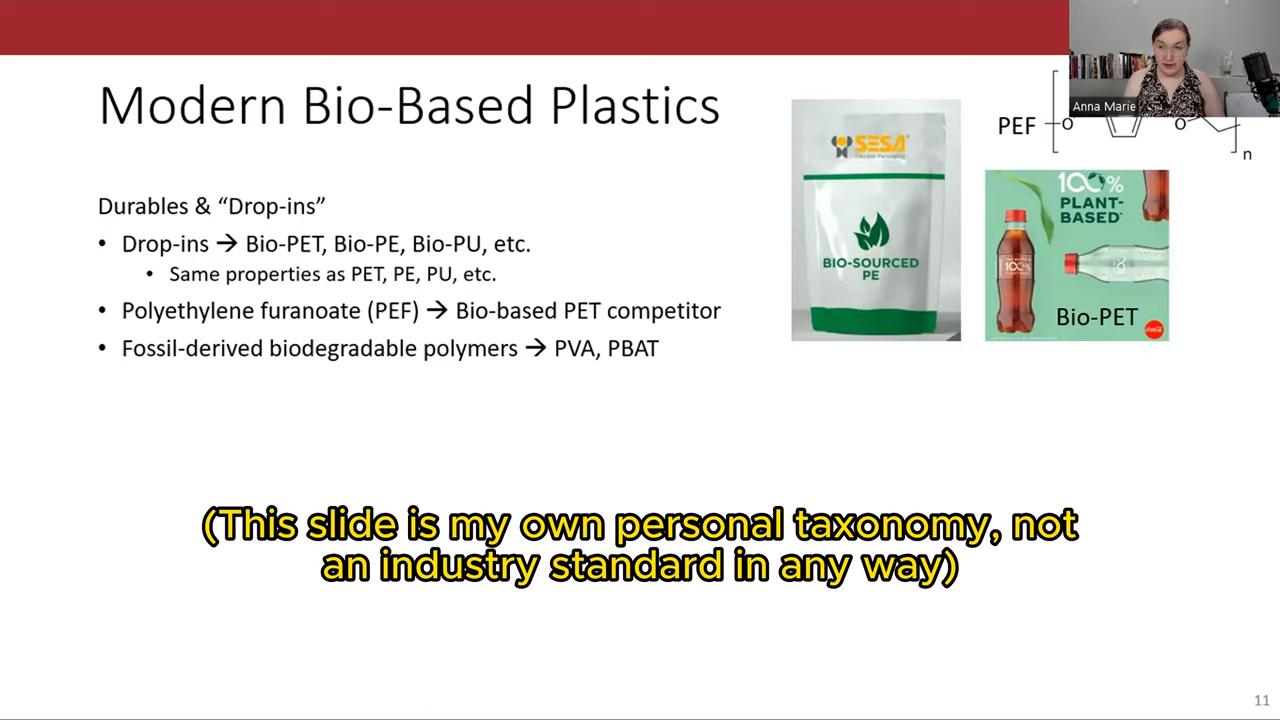 Modern Bio-Based Plastics
Durables & “Drop-ins”
• Drop-ins → Bio-PET, Bio-PE, Bio-PU, etc.
• Same properties as PET, PE, PU, etc.
• Polyethylene furanoate (PEF) → Bio-based PET competitor
• Fossil-derived biodegradable polymers → PVA, PBAT
SESA
BIO-SOURCED
PE
Anna Marie
PEF
o
o
n
100%
PLANT-
BASED
100%
Bio-PET
(This slide is my own personal taxonomy, not
an industry standard in any way)
11